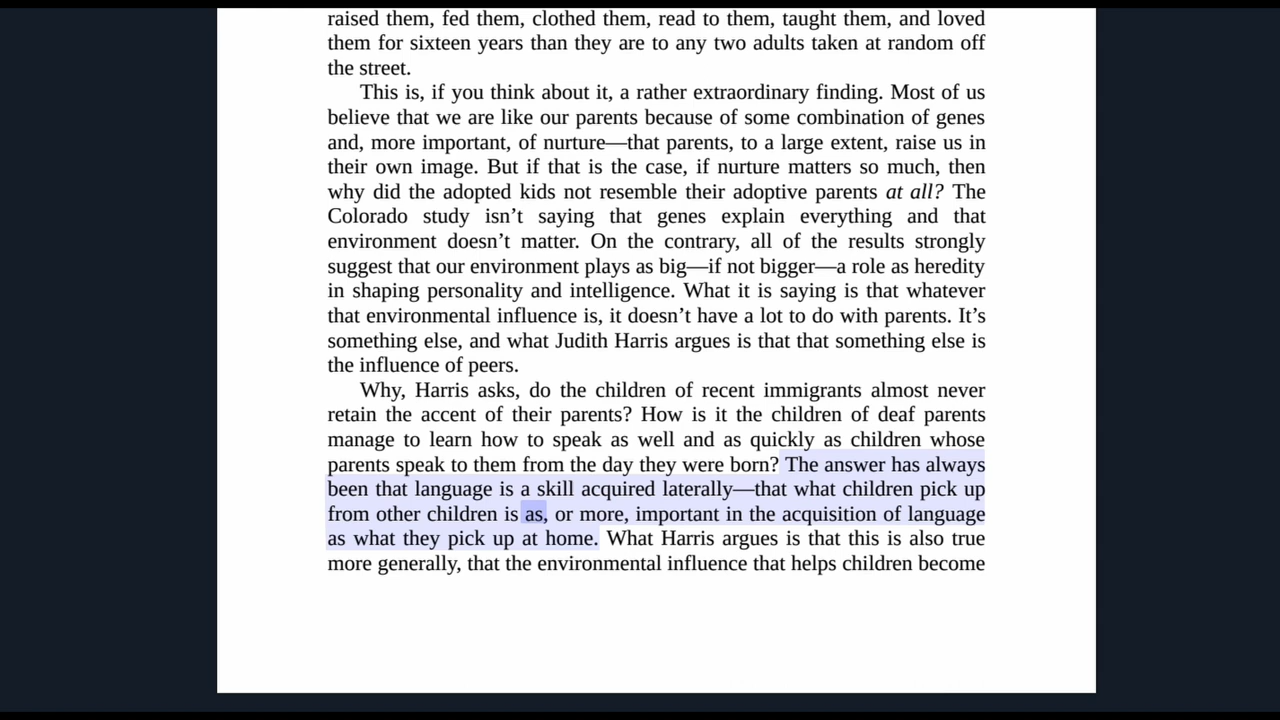 raised them, fed them, clothed them, read to them, taught them, and loved
them for sixteen years than they are to any two adults taken at random off
the street.
This is, if you think about it, a rather extraordinary finding. Most of us
believe that we are like our parents because of some combination of genes
and, more important, of nurture—that parents, to a large extent, raise us in
their own image. But if that is the case, if nurture matters so much, then
why did the adopted kids not resemble their adoptive parents at all? The
Colorado study isn’t saying that genes explain everything and that
environment doesn’t matter. On the contrary, all of the results strongly
suggest that our environment plays as big—if not bigger—a role as heredity
in shaping personality and intelligence. What it is saying is that whatever
that environmental influence is, it doesn’t have a lot to do with parents. It’s
something else, and what Judith Harris argues is that that something else is
the influence of peers.
Why, Harris asks, do the children of recent immigrants almost never
retain the accent of their parents? How is it the children of deaf parents
manage to learn how to speak as well and as quickly as children whose
parents speak to them from the day they were born? The answer has always
been that language is a skill acquired laterally—that what children pick up
from other children is as, or more, important in the acquisition of language
as what they pick up at home. What Harris argues is that this is also true
more generally, that the environmental influence that helps children become